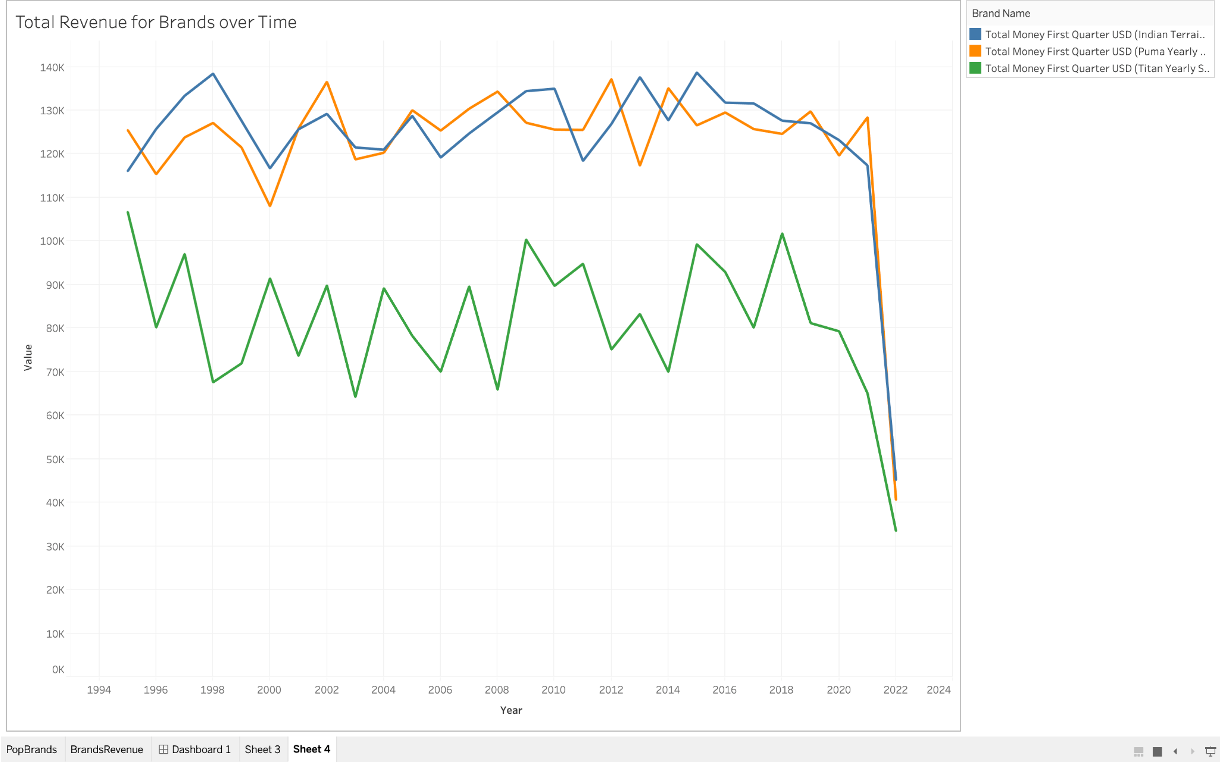 Total Revenue for Brands over Time
Brand Name
Total Money First Quarter USD (Indian Terrai..
Total Money First Quarter USD (Puma Yearly ..
Total Money First Quarter USD (Titan Yearly S..
140K
130K
120K
110K
100K
90K
80K
70K
60K
50K
40K
30K
20K
10K
0K
Value
1994 1996 1998 2000 2002 2004 2006 2008 2010 2012 2014 2016 2018 2020 2022 2024
Year
PopBrands BrandsRevenue Dashboard 1 Sheet 3 Sheet 4